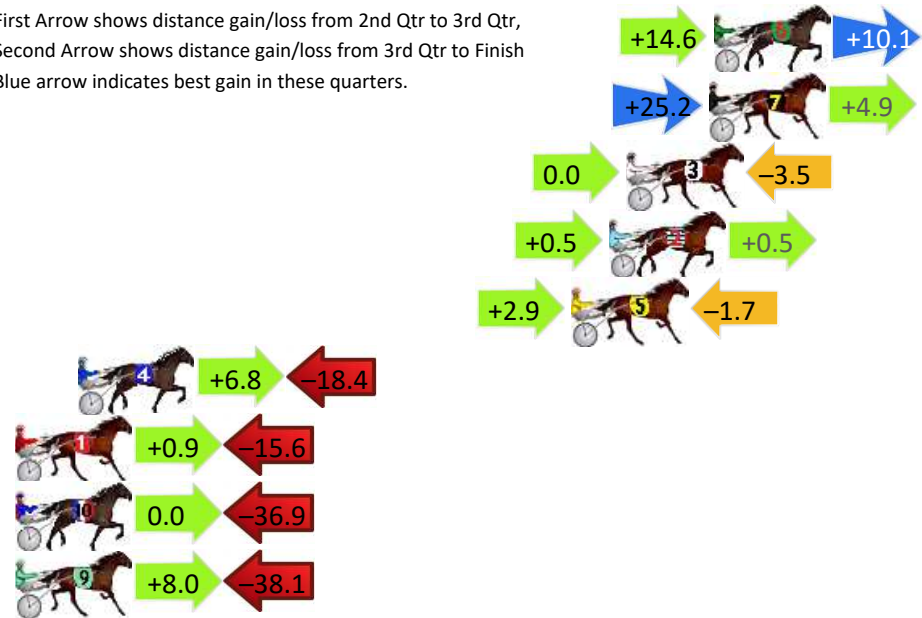 First Arrow shows distance gain/loss from 2nd Qtr to 3rd Qtr,
Second Arrow shows distance gain/loss from 3rd Qtr to Finish
Blue arrow indicates best gain in these quarters.
+14.6 6 +10.1
+25.2 7 +4.9
0.0 3 –3.5
+0.5 2 +0.5
+2.9 5 –1.7
4 +6.8 –18.4
1 +0.9 –15.6
10 0.0 –36.9
9 +8.0 –38.1